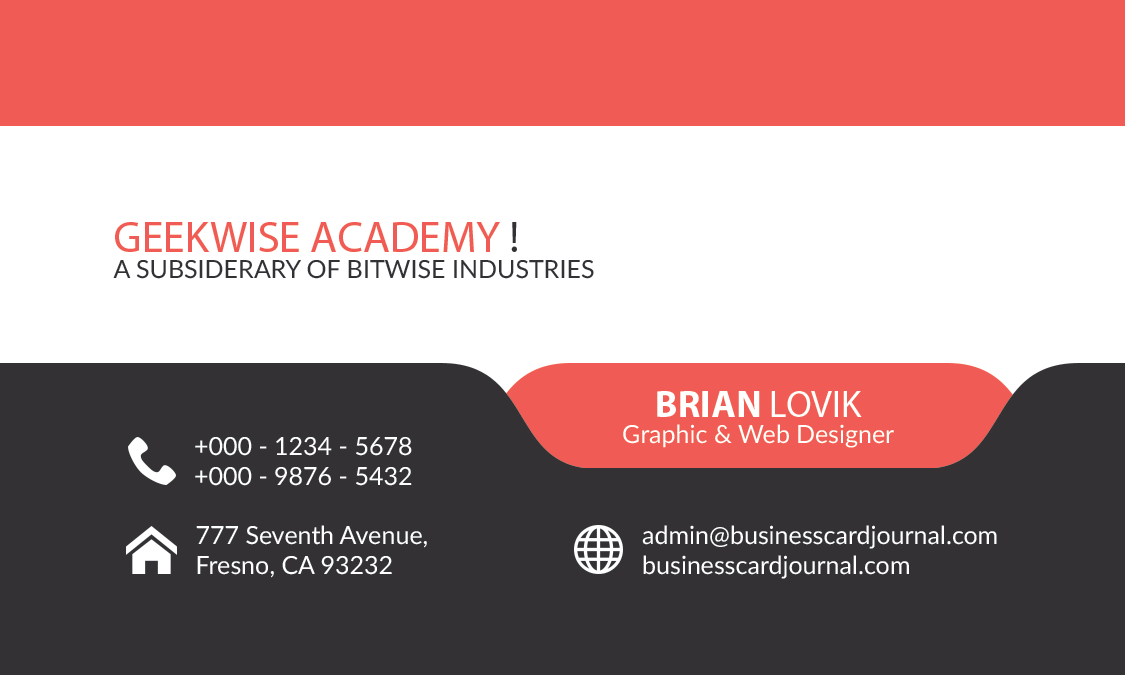 GEEKWISE ACADEMY !
A SUBSIDERARY OF BITWISE INDUSTRIES
BRIAN LOVIK
Graphic & Web Designer
+000 - 1234 - 5678
+000 - 9876 - 5432
777 Seventh Avenue,
Fresno, CA 93232
admin@businesscardjournal.com
businesscardjournal.com